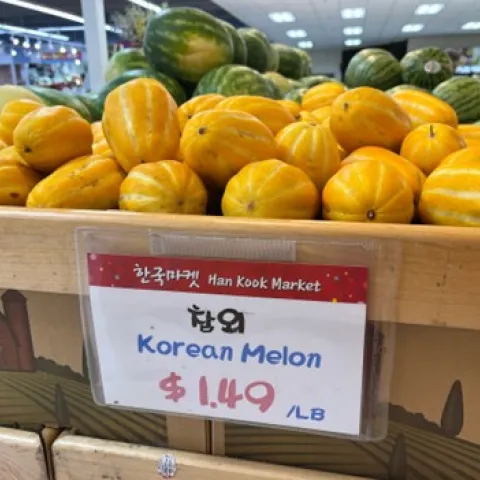 한국마켓 Han Kook Market
참외
Korean Melon
$1.49 /LB